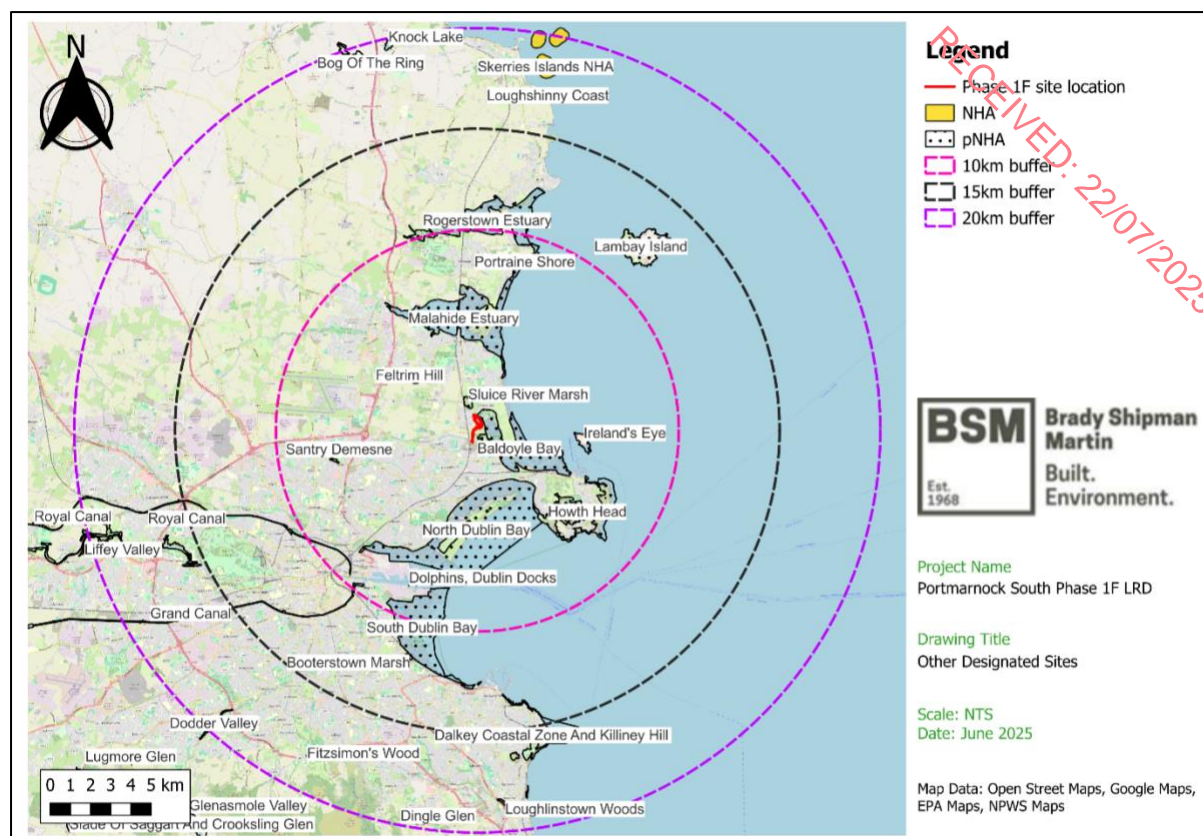 N
Knock Lake
Bog Of The Ring
Skerries Islands NHA
Loughshinny Coast
Rogerstown Estuary
Lambay Island
Portraine Shore
Malahide Estuary
Feltrim Hill
Sluice River Marsh
Ireland's Eye
Baldoyle Bay
Santry Demesne
Howth Head
Royal Canal
Royal Canal
North Dublin Bay
Liffey Valley
Dolphins, Dublin Docks
Grand Canal
South Dublin Bay
Booterstown Marsh
Dodder Valley
Dalkey Coastal Zone And Killiney Hill
Fitzsimon's Wood
Lugmore Glen
0 1 2 3 4 5 km
Glenasmole Valley
Loughlinstown Woods
Dingle Glen
Slade Of Saggart And Crooksling Glen
Legend
Phase 1F site location
NHA
pNHA
10km buffer
15km buffer
20km buffer
RECEIVED: 22/07/2025
BSM
Est.
1968
Brady Shipman
Martin
Built.
Environment.
Project Name
Portmarnock South Phase 1F LRD
Drawing Title
Other Designated Sites
Scale: NTS
Date: June 2025
Map Data: Open Street Maps, Google Maps,
EPA Maps, NPWS Maps